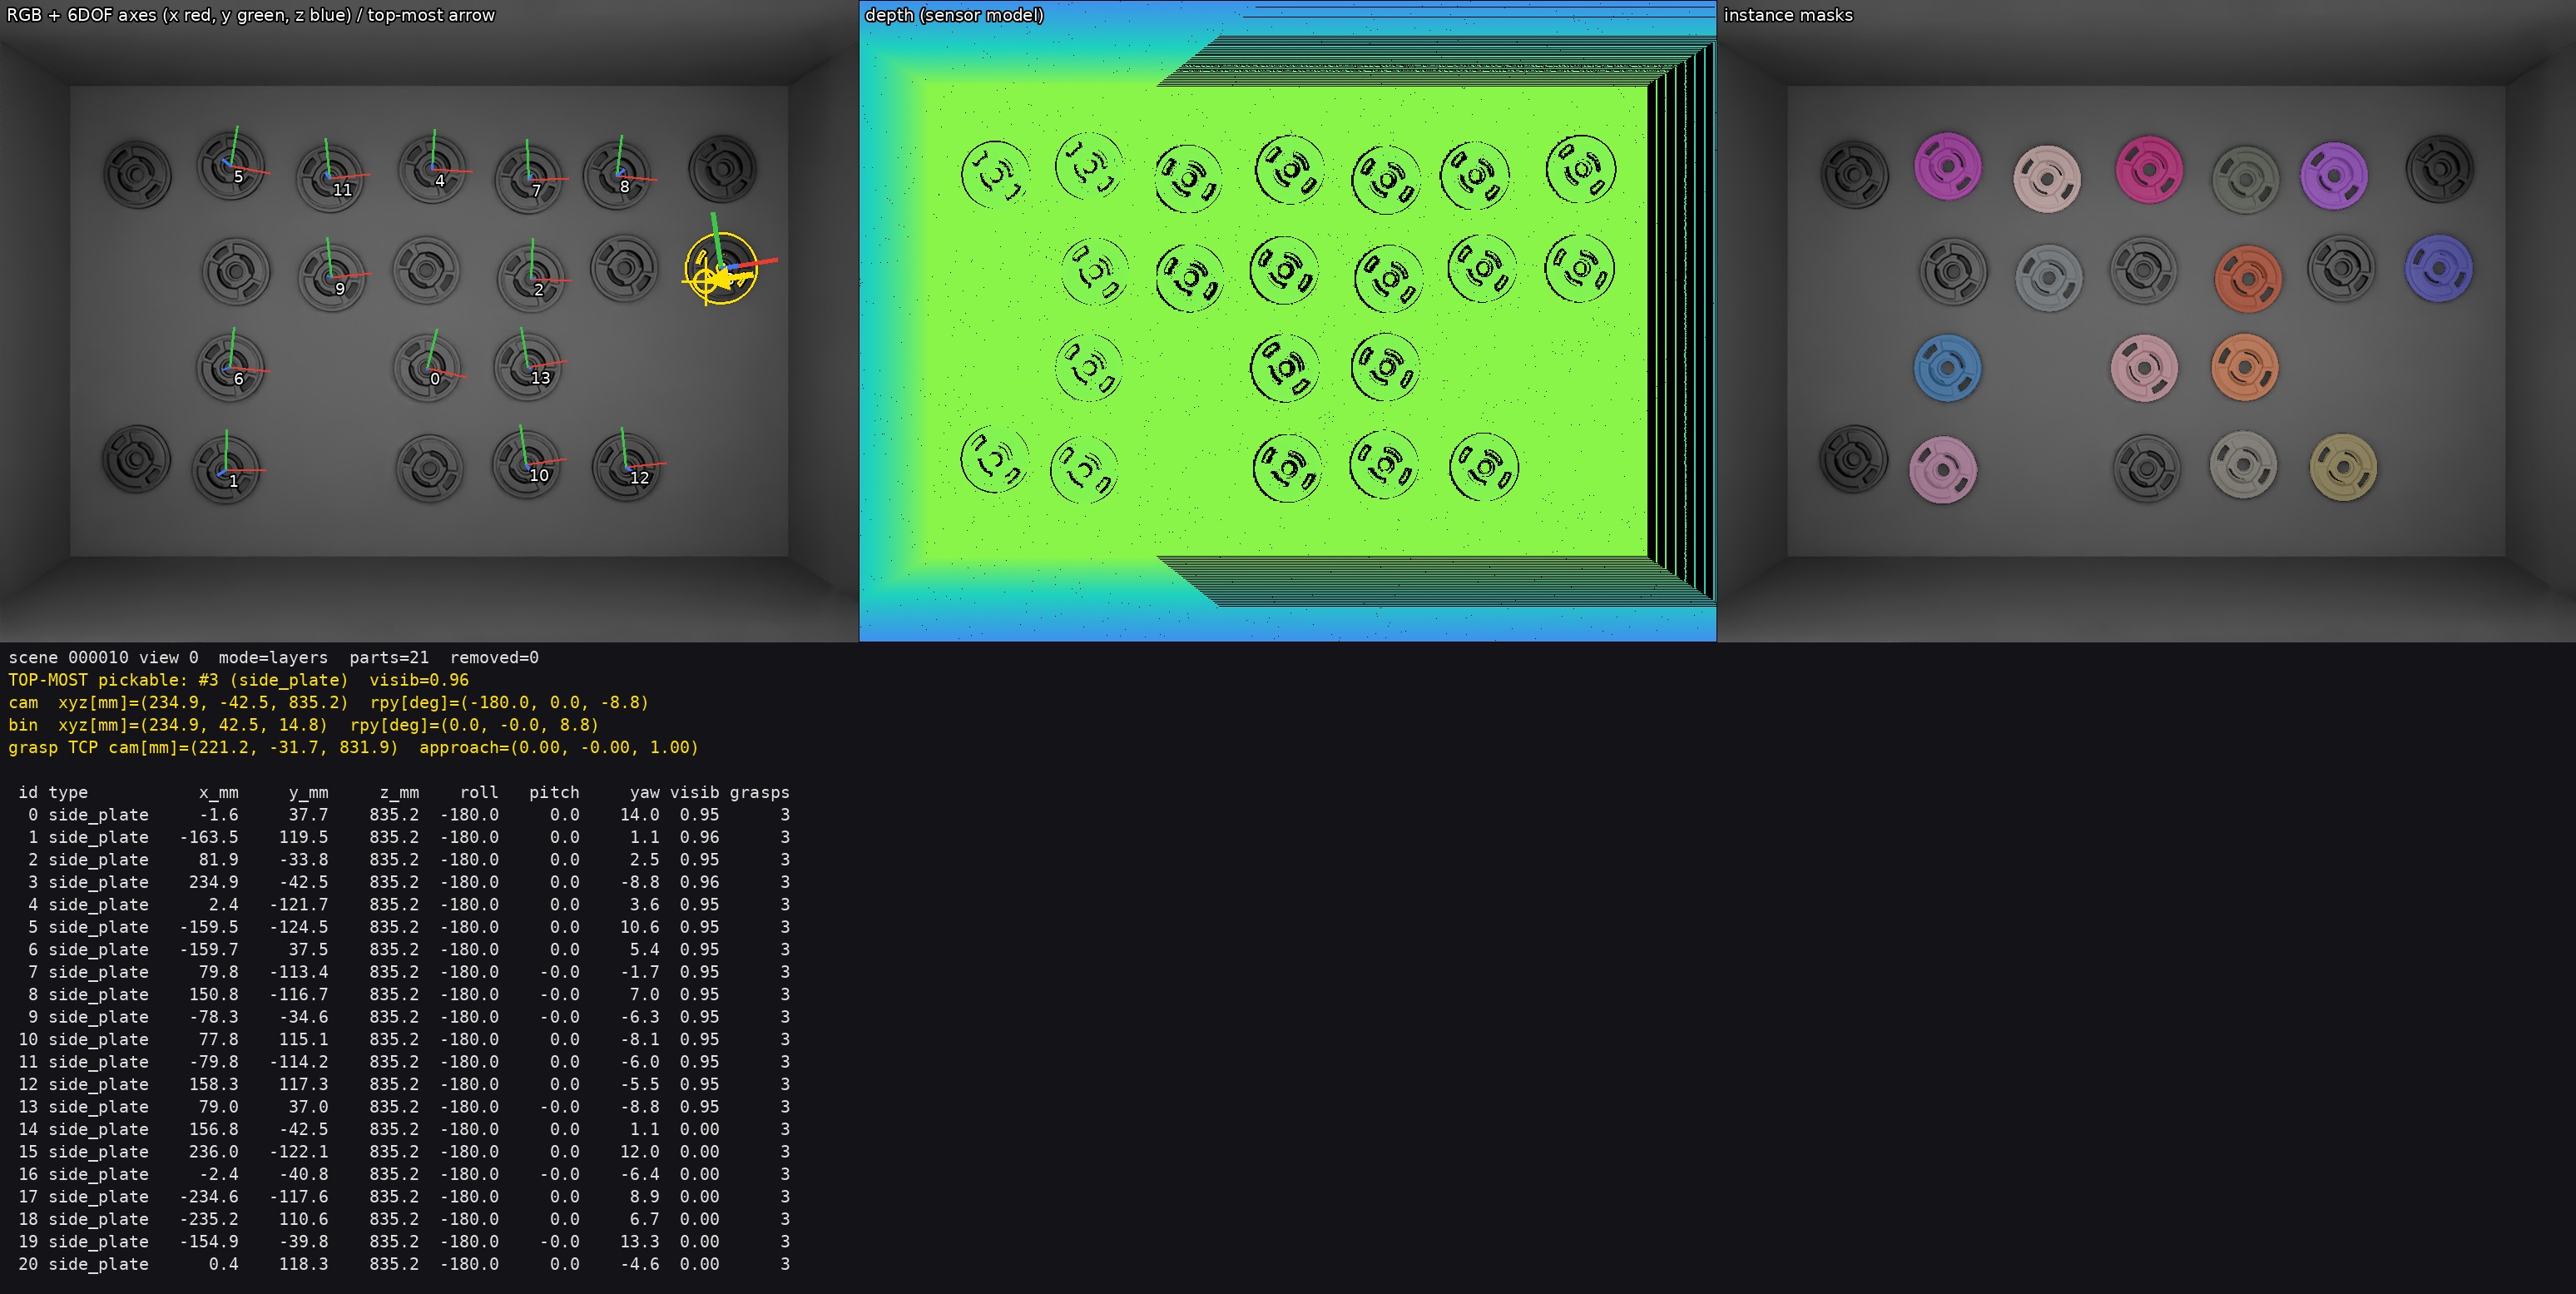 RGB + 6DOF axes (x red, y green, z blue) / top-most arrow
depth (sensor model)
instance masks
5
11
4
7
8
9
2
6
0
13
1
10
12
scene 000010 view 0  mode=layers  parts=21  removed=0
TOP-MOST pickable: #3 (side_plate)  visib=0.96
cam  xyz[mm]=(234.9, -42.5, 835.2)  rpy[deg]=(-180.0, 0.0, -8.8)
bin  xyz[mm]=(234.9, 42.5, 14.8)  rpy[deg]=(0.0, -0.0, 8.8)
grasp TCP cam[mm]=(221.2, -31.7, 831.9)  approach=(0.00, -0.00, 1.00)
id type x_mm y_mm z_mm roll pitch yaw visib grasps
0 side_plate -1.6 37.7 835.2 -180.0 0.0 14.0 0.95 3
1 side_plate -163.5 119.5 835.2 -180.0 0.0 1.1 0.96 3
2 side_plate 81.9 -33.8 835.2 -180.0 0.0 2.5 0.95 3
3 side_plate 234.9 -42.5 835.2 -180.0 0.0 -8.8 0.96 3
4 side_plate 2.4 -121.7 835.2 -180.0 0.0 3.6 0.95 3
5 side_plate -159.5 -124.5 835.2 -180.0 0.0 10.6 0.95 3
6 side_plate -159.7 37.5 835.2 -180.0 0.0 5.4 0.95 3
7 side_plate 79.8 -113.4 835.2 -180.0 -0.0 -1.7 0.95 3
8 side_plate 150.8 -116.7 835.2 -180.0 -0.0 7.0 0.95 3
9 side_plate -78.3 -34.6 835.2 -180.0 -0.0 -6.3 0.95 3
10 side_plate 77.8 115.1 835.2 -180.0 0.0 -8.1 0.95 3
11 side_plate -79.8 -114.2 835.2 -180.0 0.0 -6.0 0.95 3
12 side_plate 158.3 117.3 835.2 -180.0 0.0 -5.5 0.95 3
13 side_plate 79.0 37.0 835.2 -180.0 -0.0 -8.8 0.95 3
14 side_plate 156.8 -42.5 835.2 -180.0 0.0 1.1 0.00 3
15 side_plate 236.0 -122.1 835.2 -180.0 0.0 12.0 0.00 3
16 side_plate -2.4 -40.8 835.2 -180.0 -0.0 -6.4 0.00 3
17 side_plate -234.6 -117.6 835.2 -180.0 0.0 8.9 0.00 3
18 side_plate -235.2 110.6 835.2 -180.0 0.0 6.7 0.00 3
19 side_plate -154.9 -39.8 835.2 -180.0 -0.0 13.3 0.00 3
20 side_plate 0.4 118.3 835.2 -180.0 0.0 -4.6 0.00 3